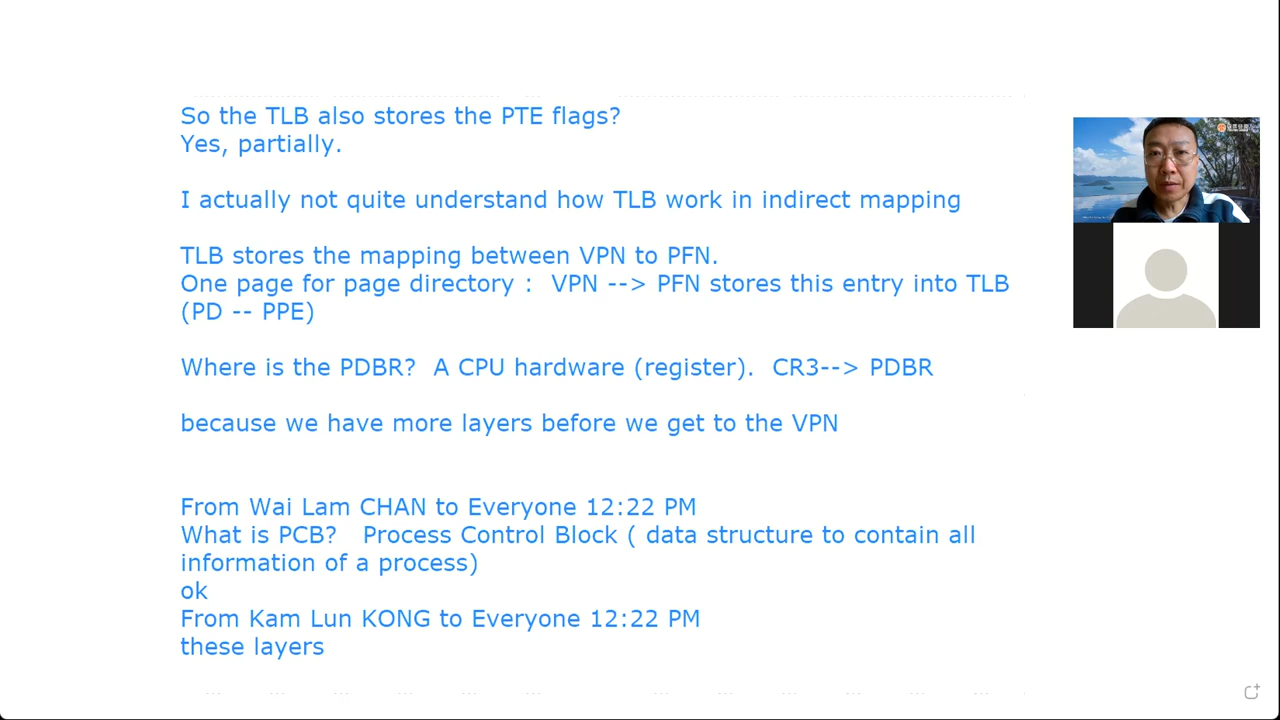 So the TLB also stores the PTE flags?
Yes, partially.
I actually not quite understand how TLB work in indirect mapping
TLB stores the mapping between VPN to PFN.
One page for page directory :  VPN --> PFN stores this entry into TLB
(PD -- PPE)
Where is the PDBR?  A CPU hardware (register).  CR3--> PDBR
because we have more layers before we get to the VPN
From Wai Lam CHAN to Everyone 12:22 PM
What is PCB?   Process Control Block ( data structure to contain all
information of a process)
ok
From Kam Lun KONG to Everyone 12:22 PM
these layers